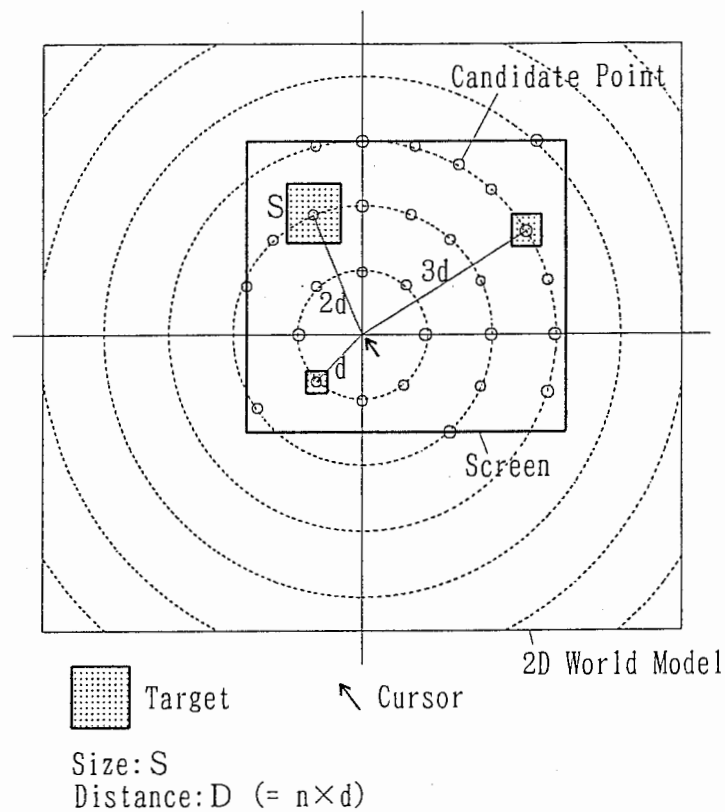 Candidate Point
S
3d
2d
d
Screen
2D World Model
Target
Cursor
Size: S
Distance: D (= n×d)